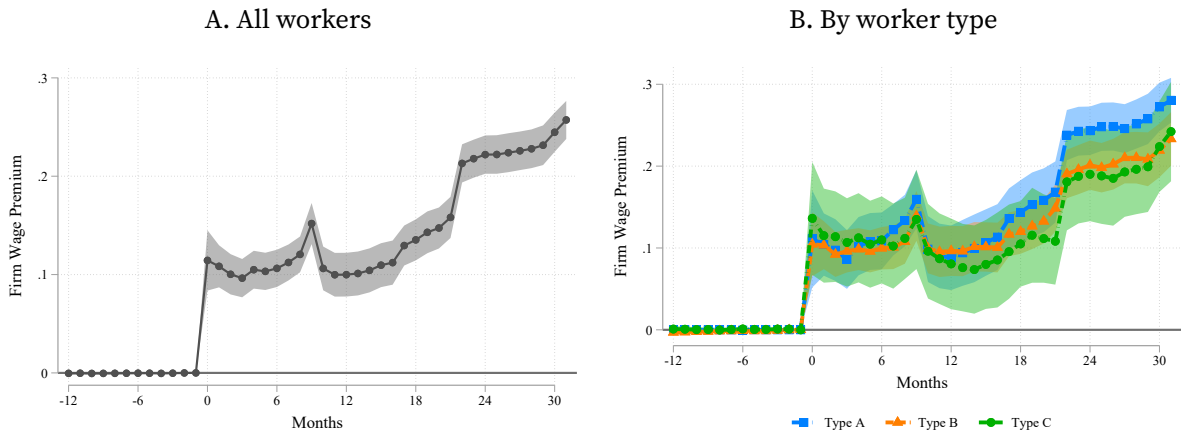 A. All workers
Firm Wage Premium
.3
.2
.1
0
-12 -6 0 6 12 18 24 30
Months
B. By worker type
Firm Wage Premium
.3
.2
.1
0
-12 -6 0 6 12 18 24 30
Months
Type A Type B Type C